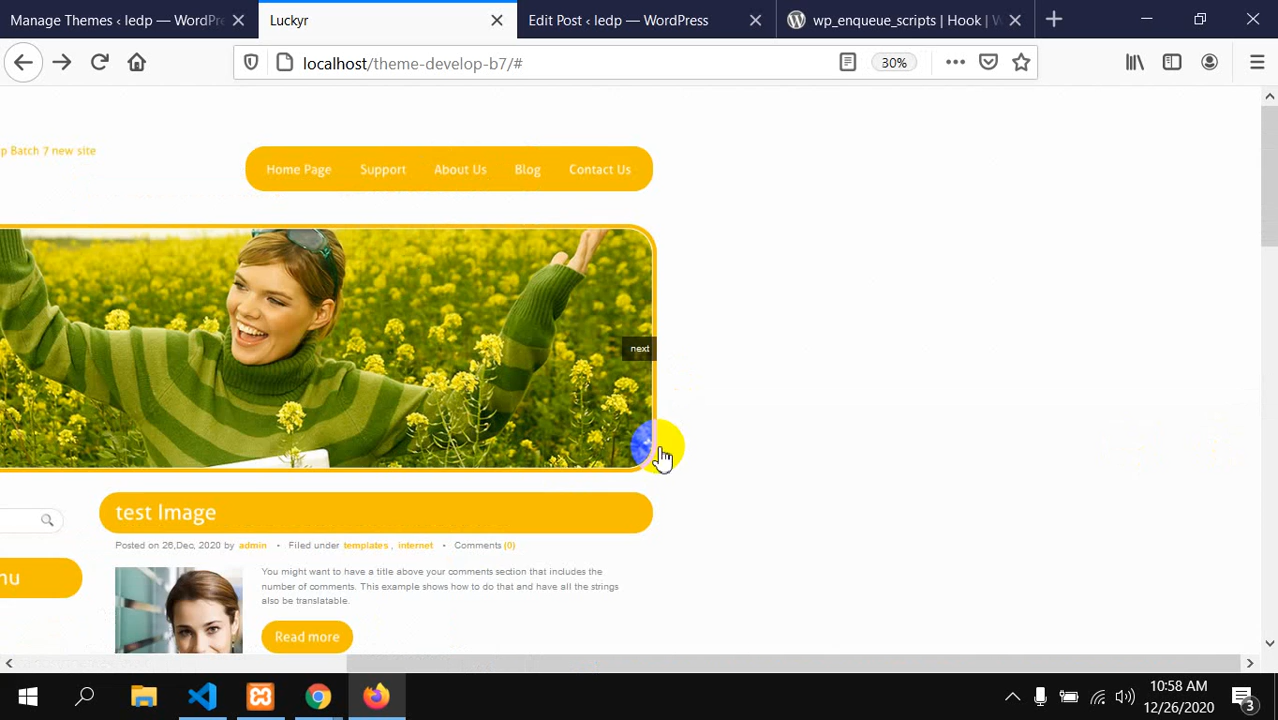 Manage Themes ‹ ledp — WordPr
Luckyr
Edit Post ‹ ledp — WordPress
wp_enqueue_scripts | Hook | W
localhost/theme-develop-b7/#
30%
p Batch 7 new site
Home Page
Support
About Us
Blog
Contact Us
next
test Image
Posted on 26,Dec, 2020 by admin • Filed under templates , internet • Comments (0)
nu
You might want to have a title above your comments section that includes the
number of comments. This example shows how to do that and have all the strings
also be translatable.
Read more
10:58 AM
12/26/2020
3